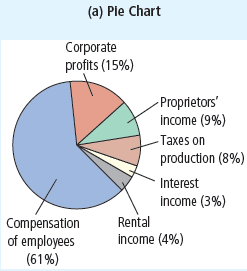 (a) Pie Chart
Corporate
profits (15%)
Proprietors'
income (9%)
Taxes on
production (8%)
Interest
income (3%)
Rental
income (4%)
Compensation
of employees
(61%)